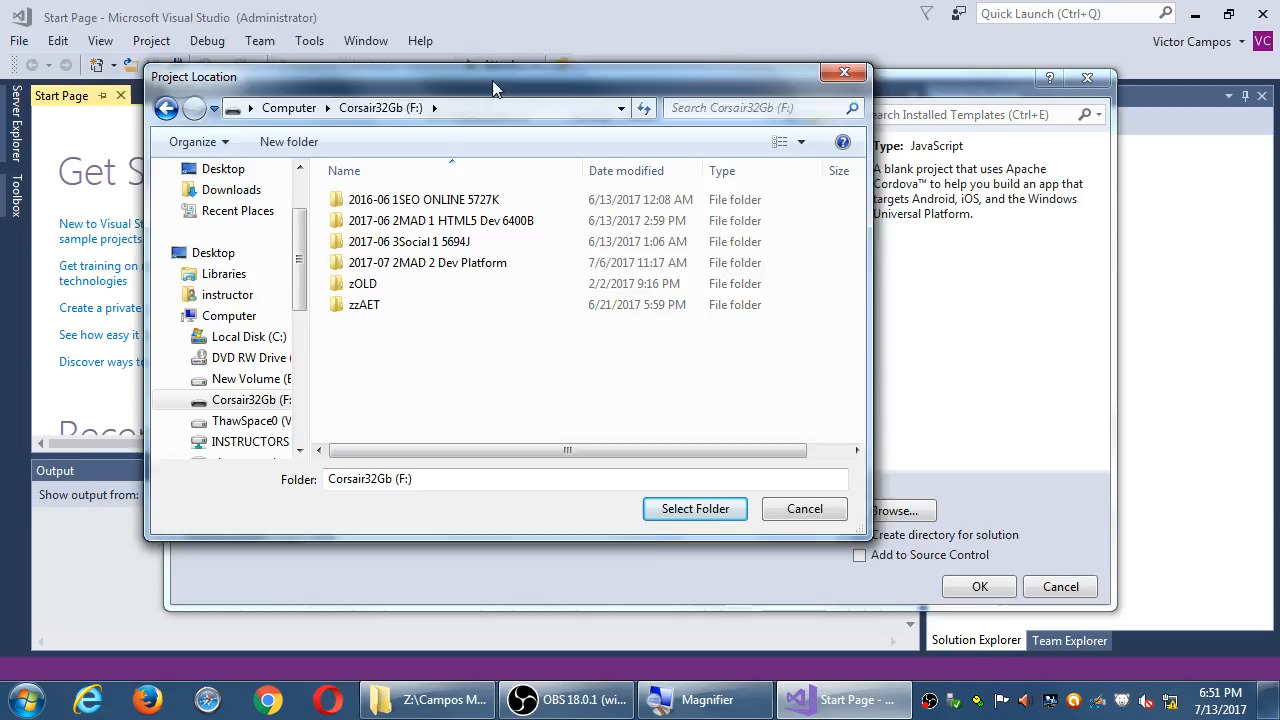 Start Page - Microsoft Visual Studio (Administrator)
Quick Launch (Ctrl+Q)
File Edit View Project Debug Team Tools Window Help
Victor Campos VC
Server Explorer
Toolbox
Start Page
Get S
New to Visual St
sample projects
Get training on
technologies
Create a private
See how easy it
Discover ways to
Recen
Output
Show output from:
Project Location
Computer Corsair32Gb (F:)
Search Corsair32Gb (F:)
Organize New folder
Desktop
Downloads
Recent Places
Desktop
Libraries
instructor
Computer
Local Disk (C:)
DVD RW Drive (
New Volume (E
Corsair32Gb (F:
ThawSpace0 (V
INSTRUCTORS
Name Date modified Type Size
2016-06 1SEO ONLINE 5727K 6/13/2017 12:08 AM File folder
2017-06 2MAD 1 HTML5 Dev 6400B 6/13/2017 2:59 PM File folder
2017-06 3Social 1 5694J 6/13/2017 1:06 AM File folder
2017-07 2MAD 2 Dev Platform 7/6/2017 11:17 AM File folder
zOLD 2/2/2017 9:16 PM File folder
zzAET 6/21/2017 5:59 PM File folder
Folder: Corsair32Gb (F:)
Select Folder Cancel
earch Installed Templates (Ctrl+E)
Type: JavaScript
A blank project that uses Apache
Cordova™ to help you build an app that
targets Android, iOS, and the Windows
Universal Platform.
Browse...
Create directory for solution
Add to Source Control
OK Cancel
Solution Explorer Team Explorer
Z:\Campos M...
OBS 18.0.1 (wi...
Magnifier
Start Page - ...
6:51 PM
7/13/2017